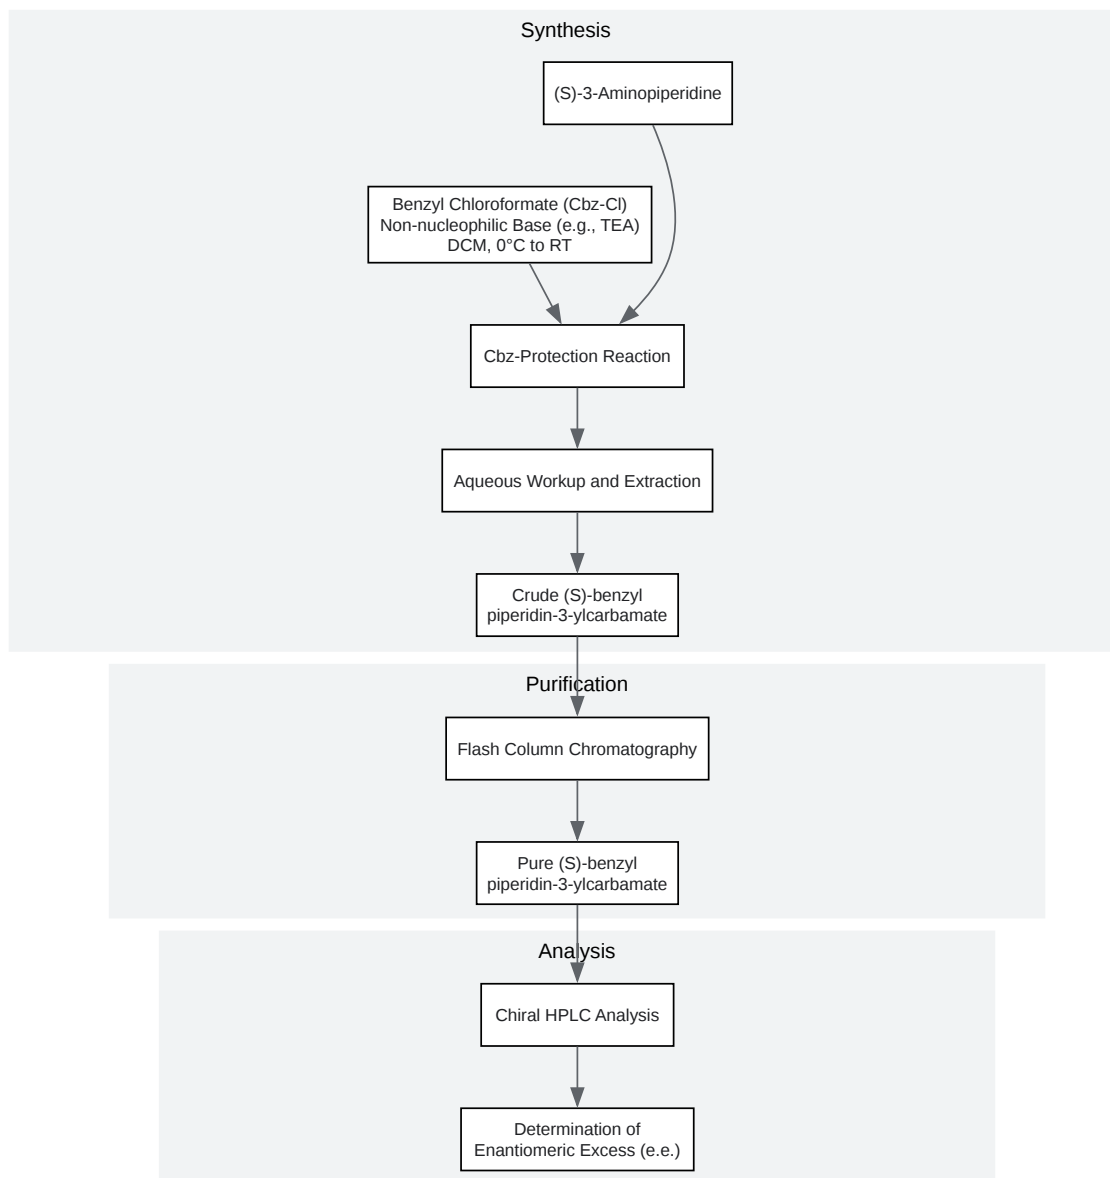 Synthesis
(S)-3-Aminopiperidine
Benzyl Chloroformate (Cbz-Cl)
Non-nucleophilic Base (e.g., TEA)
DCM, 0°C to RT
Cbz-Protection Reaction
Aqueous Workup and Extraction
Crude (S)-benzyl
piperidin-3-ylcarbamate
Purification
Flash Column Chromatography
Pure (S)-benzyl
piperidin-3-ylcarbamate
Analysis
Chiral HPLC Analysis
Determination of
Enantiomeric Excess (e.e.)